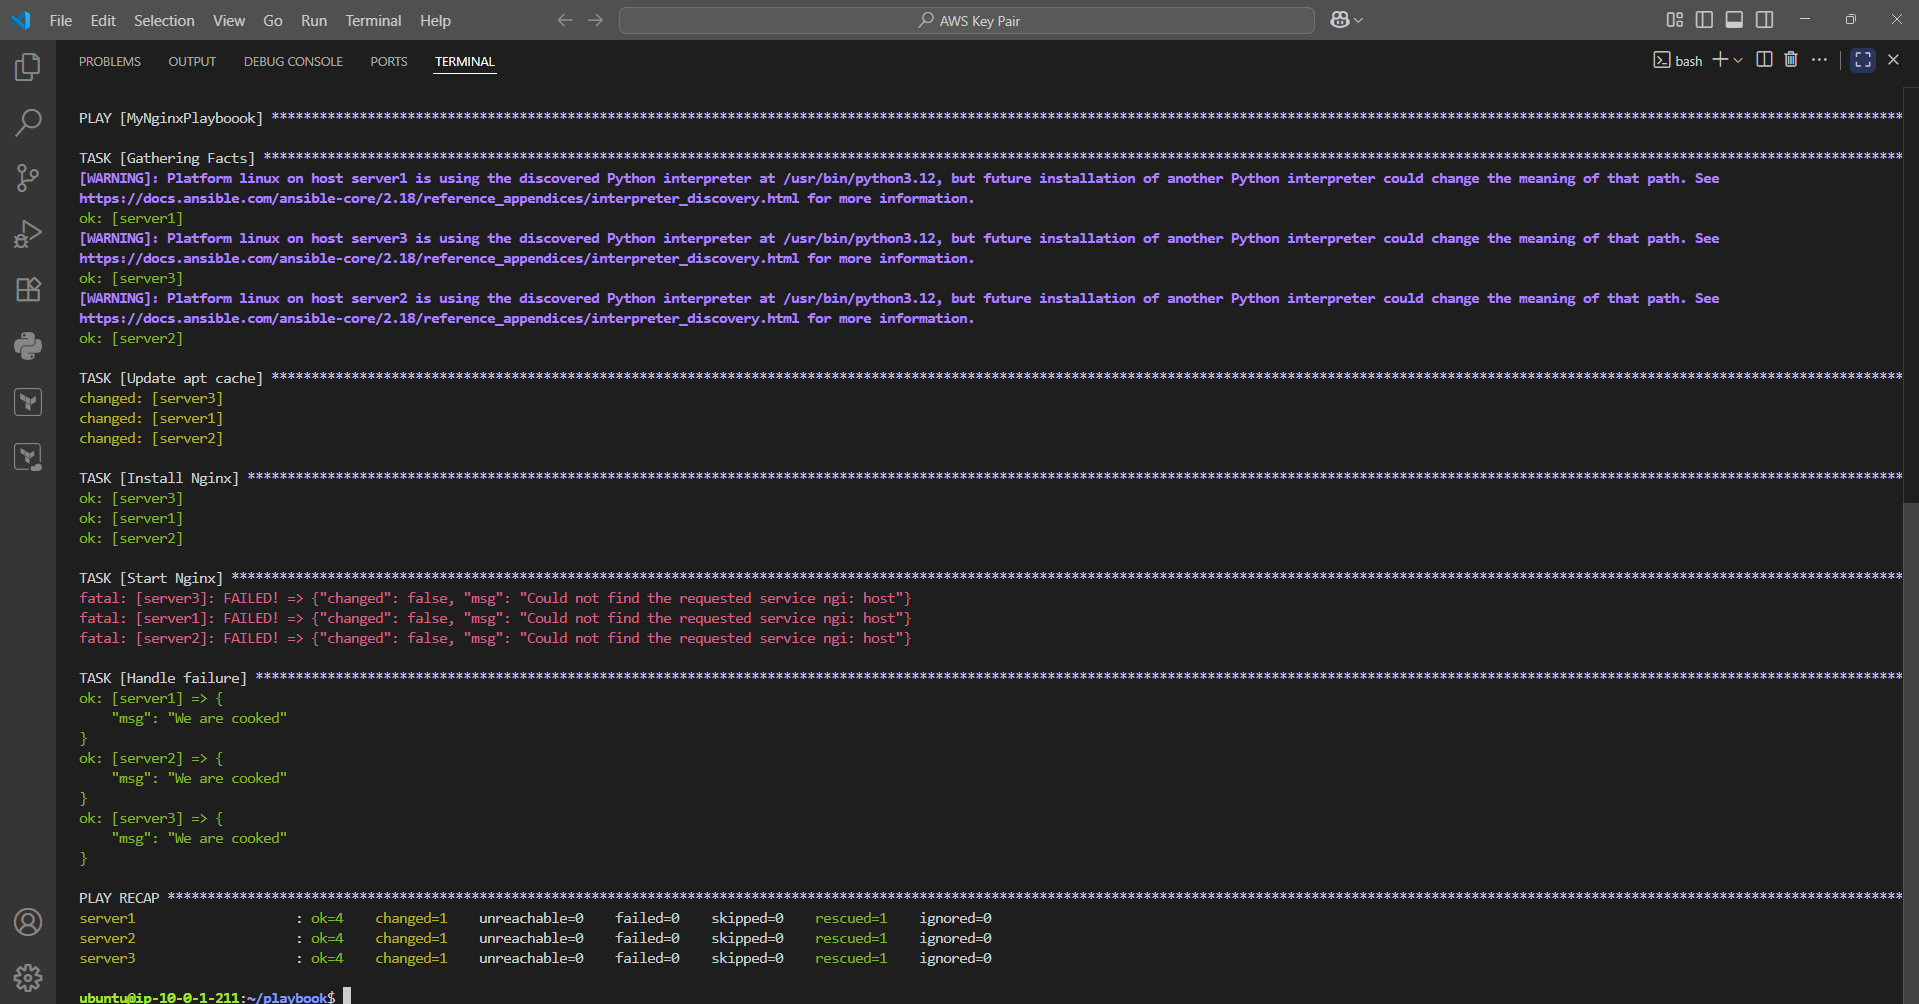 File Edit Selection View Go Run Terminal Help
AWS Key Pair
PROBLEMS OUTPUT DEBUG CONSOLE PORTS TERMINAL
bash
PLAY [MyNginxPlayboook] ****************************************************************************************************************************************************************************************************
TASK [Gathering Facts] *****************************************************************************************************************************************************************************************************
[WARNING]: Platform linux on host server1 is using the discovered Python interpreter at /usr/bin/python3.12, but future installation of another Python interpreter could change the meaning of that path. See
https://docs.ansible.com/ansible-core/2.18/reference_appendices/interpreter_discovery.html for more information.
ok: [server1]
[WARNING]: Platform linux on host server3 is using the discovered Python interpreter at /usr/bin/python3.12, but future installation of another Python interpreter could change the meaning of that path. See
https://docs.ansible.com/ansible-core/2.18/reference_appendices/interpreter_discovery.html for more information.
ok: [server3]
[WARNING]: Platform linux on host server2 is using the discovered Python interpreter at /usr/bin/python3.12, but future installation of another Python interpreter could change the meaning of that path. See
https://docs.ansible.com/ansible-core/2.18/reference_appendices/interpreter_discovery.html for more information.
ok: [server2]
TASK [Update apt cache] ****************************************************************************************************************************************************************************************************
changed: [server3]
changed: [server1]
changed: [server2]
TASK [Install Nginx] *******************************************************************************************************************************************************************************************************
ok: [server3]
ok: [server1]
ok: [server2]
TASK [Start Nginx] *********************************************************************************************************************************************************************************************************
fatal: [server3]: FAILED! => {"changed": false, "msg": "Could not find the requested service ngi: host"}
fatal: [server1]: FAILED! => {"changed": false, "msg": "Could not find the requested service ngi: host"}
fatal: [server2]: FAILED! => {"changed": false, "msg": "Could not find the requested service ngi: host"}
TASK [Handle failure] ******************************************************************************************************************************************************************************************************
ok: [server1] => {
"msg": "We are cooked"
}
ok: [server2] => {
"msg": "We are cooked"
}
ok: [server3] => {
"msg": "We are cooked"
}
PLAY RECAP *****************************************************************************************************************************************************************************************************************
server1 : ok=4 changed=1 unreachable=0 failed=0 skipped=0 rescued=1 ignored=0
server2 : ok=4 changed=1 unreachable=0 failed=0 skipped=0 rescued=1 ignored=0
server3 : ok=4 changed=1 unreachable=0 failed=0 skipped=0 rescued=1 ignored=0
ubuntu@ip-10-0-1-211:~/playbook$